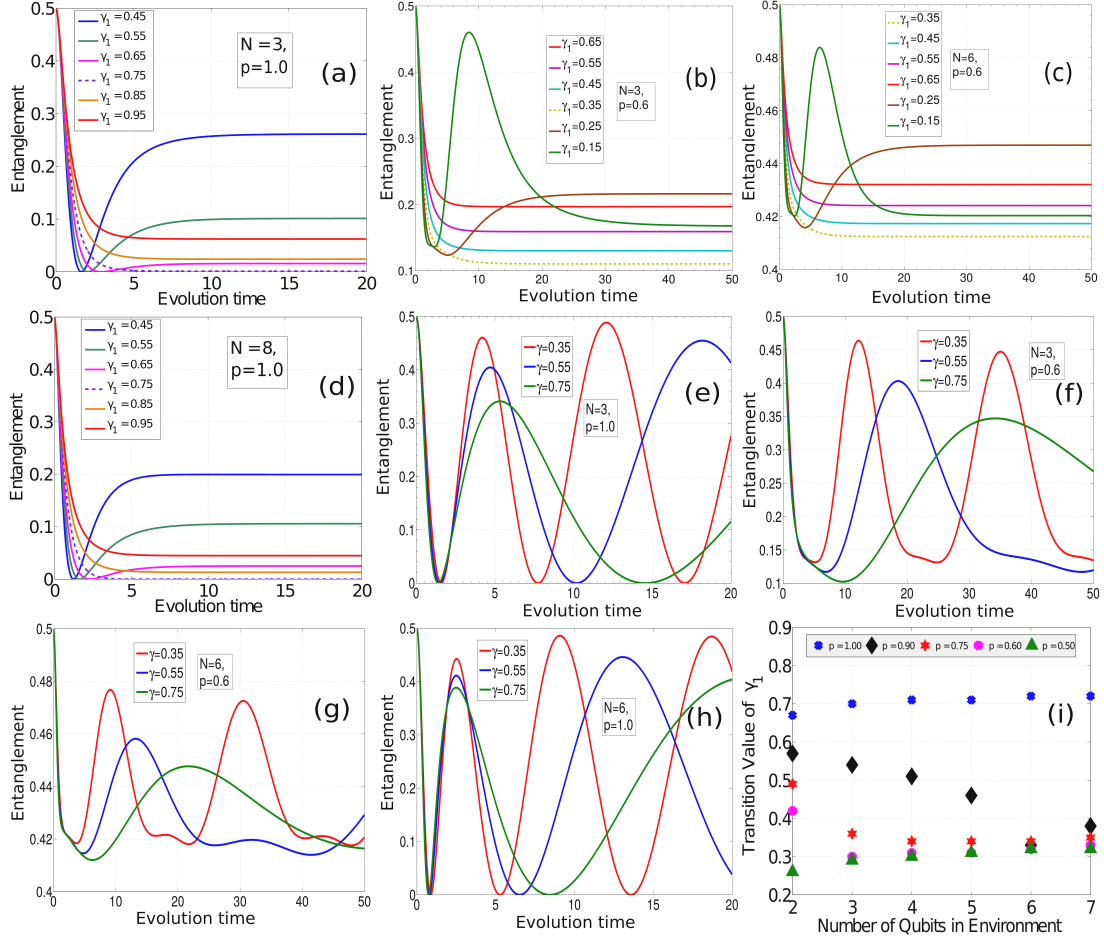 γ₁ =0.45
γ₁ =0.55
γ₁ =0.65
γ₁ =0.75
γ₁ =0.85
γ₁ =0.95
N =3,
p=1.0
(a)
0.5
0.4
0.3
0.2
0.1
0
5
10
15
20
Entanglement
Evolution time
γ₁=0.65
γ₁=0.55
γ₁=0.45
γ₁=0.35
γ₁=0.25
γ₁=0.15
N=3,
p=0.6
(b)
0.5
0.4
0.3
0.2
0.1
0
10
20
30
40
50
Entanglement
Evolution time
γ₁=0.35
γ₁=0.45
γ₁=0.55
γ₁=0.65
γ₁=0.25
γ₁=0.15
N=6,
p=0.6
(c)
0.5
0.48
0.46
0.44
0.42
0.4
0
10
20
30
40
50
Entanglement
Evolution time
γ₁ =0.45
γ₁ =0.55
γ₁ =0.65
γ₁ =0.75
γ₁ =0.85
γ₁ =0.95
N =8,
p=1.0
(d)
0.5
0.4
0.3
0.2
0.1
0
0
5
10
15
20
Entanglement
Evolution time
γ=0.35
γ=0.55
γ=0.75
N=3,
p=1.0
(e)
0.5
0.4
0.3
0.2
0.1
0
0
5
10
15
20
Entanglement
Evolution time
γ=0.35
γ=0.55
γ=0.75
N=3,
p=0.6
(f)
0.5
0.45
0.4
0.35
0.3
0.25
0.2
0.15
0.1
0
10
20
30
40
50
Entanglement
Evolution time
γ=0.35
γ=0.55
γ=0.75
N=6,
p=0.6
(g)
0.5
0.48
0.46
0.44
0.42
0.4
0
10
20
30
40
50
Entanglement
Evolution time
γ=0.35
γ=0.55
γ=0.75
N=6,
p=1.0
(h)
0.5
0.4
0.3
0.2
0.1
0
0
5
10
15
20
Entanglement
Evolution time
p =1.00 p =0.90 p =0.75 p =0.60 p =0.50
(i)
0.9
0.8
0.7
0.6
0.5
0.4
0.3
0.2
2
3
4
5
6
7
Transition Value of γ₁
Number of Qubits in Environment